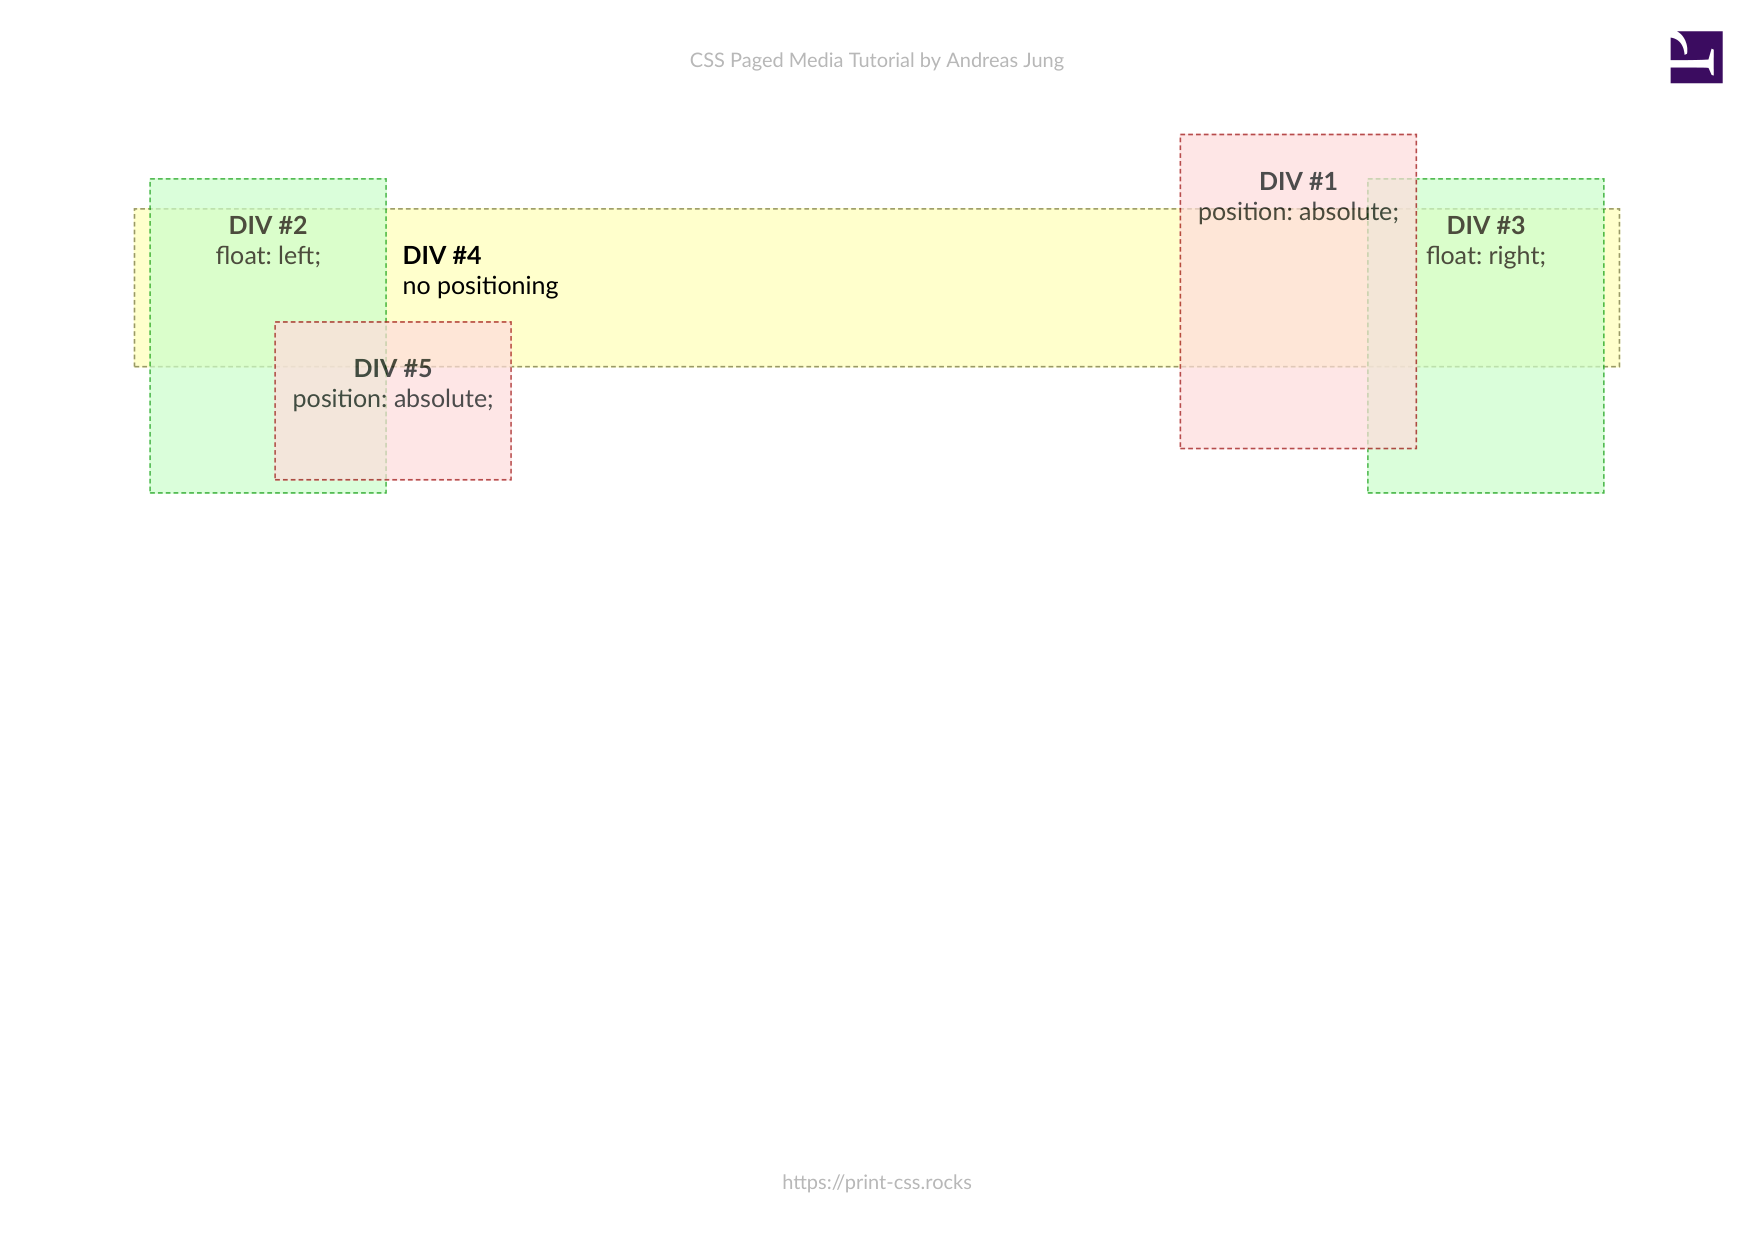 CSS Paged Media Tutorial by Andreas Jung
DIV #1
position: absolute;
DIV #2
float: left;
DIV #3
float: right;
DIV #4
no positioning
DIV #5
position: absolute;
https://print-css.rocks